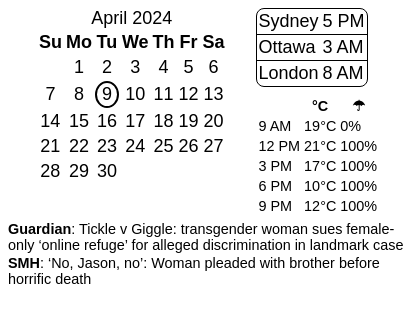 April 2024
Su Mo Tu We Th Fr Sa
1 2 3 4 5 6
7 8 9 10 11 12 13
14 15 16 17 18 19 20
21 22 23 24 25 26 27
28 29 30
Sydney 5 PM
Ottawa 3 AM
London 8 AM
°C ☂
9 AM 19°C 0%
12 PM 21°C 100%
3 PM 17°C 100%
6 PM 10°C 100%
9 PM 12°C 100%
Guardian: Tickle v Giggle: transgender woman sues female-
only ‘online refuge’ for alleged discrimination in landmark case
SMH: ‘No, Jason, no’: Woman pleaded with brother before
horrific death